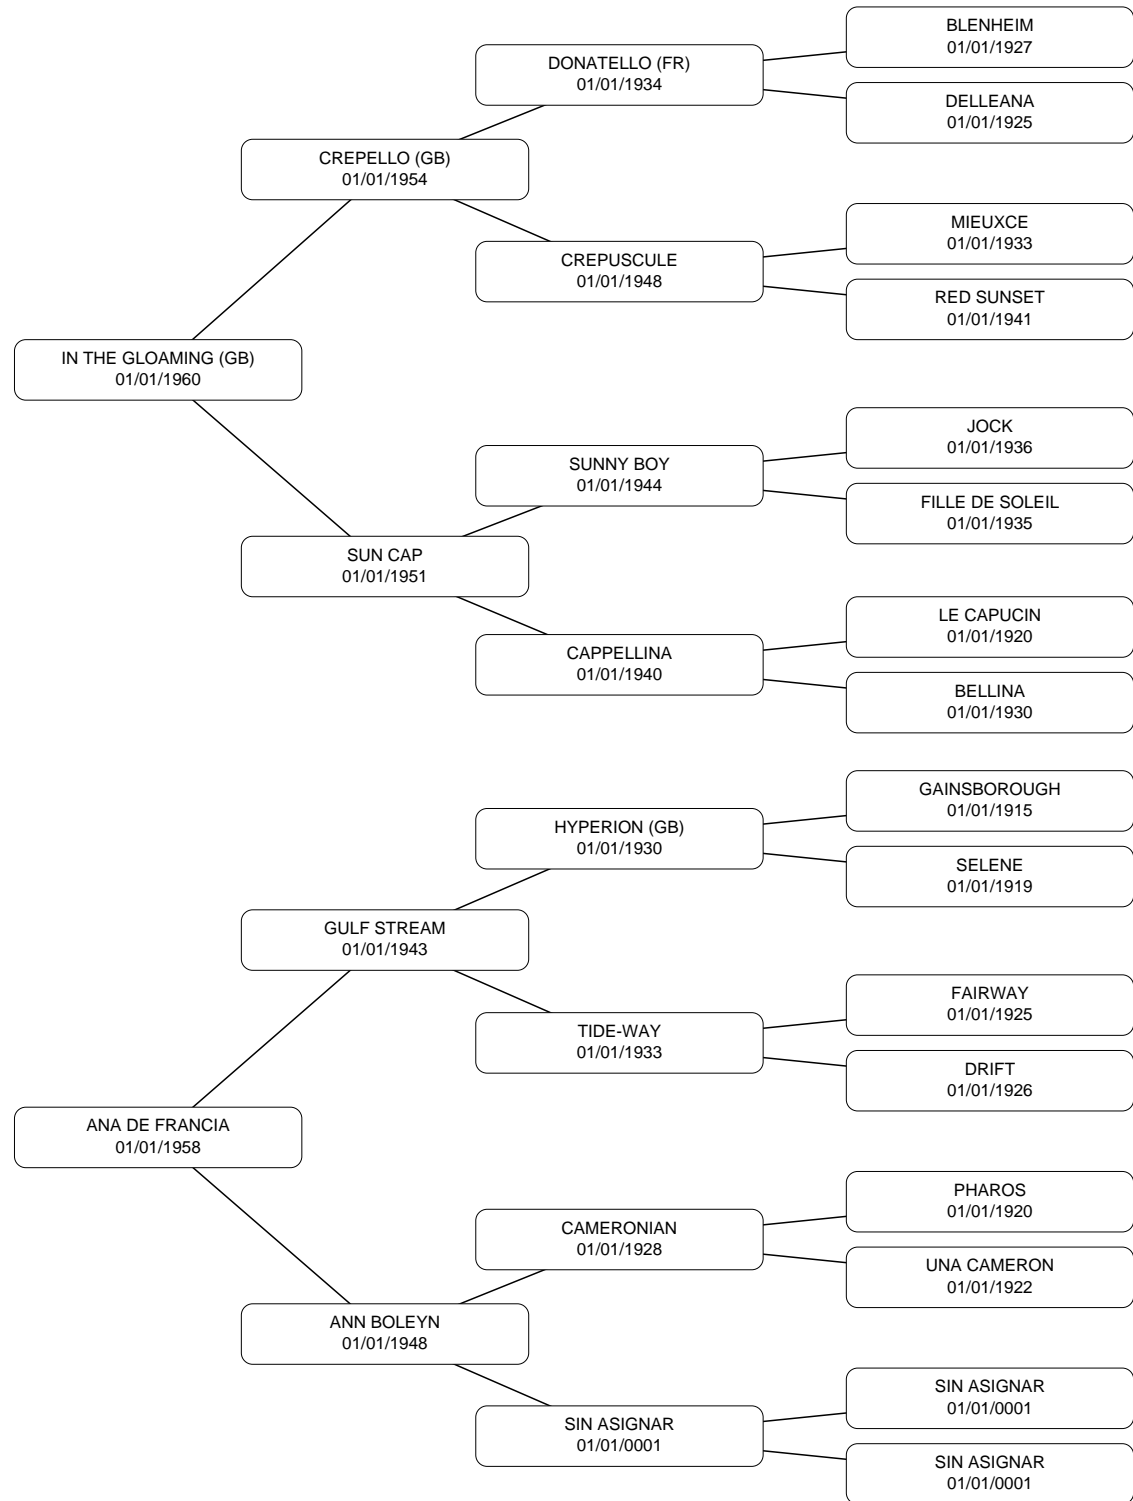 BLENHEIM
01/01/1927
DONATELLO (FR)
01/01/1934
DELLEANA
01/01/1925
CREPELLO (GB)
01/01/1954
MIEUXCE
01/01/1933
CREPUSCULE
01/01/1948
RED SUNSET
01/01/1941
IN THE GLOAMING (GB)
01/01/1960
JOCK
01/01/1936
SUNNY BOY
01/01/1944
FILLE DE SOLEIL
01/01/1935
SUN CAP
01/01/1951
LE CAPUCIN
01/01/1920
CAPPELLINA
01/01/1940
BELLINA
01/01/1930
GAINSBOROUGH
01/01/1915
HYPERION (GB)
01/01/1930
SELENE
01/01/1919
GULF STREAM
01/01/1943
FAIRWAY
01/01/1925
TIDE-WAY
01/01/1933
DRIFT
01/01/1926
ANA DE FRANCIA
01/01/1958
PHAROS
01/01/1920
CAMERONIAN
01/01/1928
UNA CAMERON
01/01/1922
ANN BOLEYN
01/01/1948
SIN ASIGNAR
01/01/0001
SIN ASIGNAR
01/01/0001
SIN ASIGNAR
01/01/0001